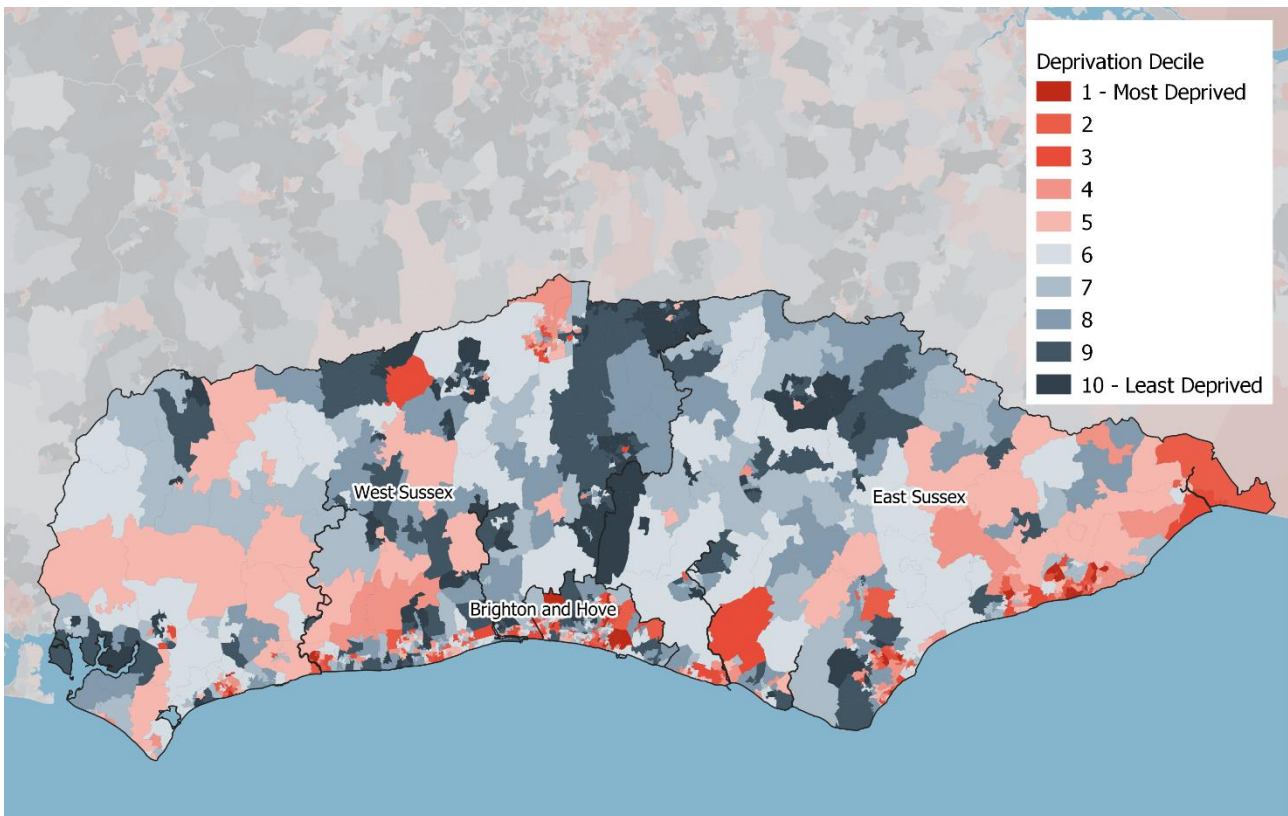 Deprivation Decile
1 - Most Deprived
2
3
4
5
6
7
8
9
10 - Least Deprived
West Sussex
East Sussex
Brighton and Hove